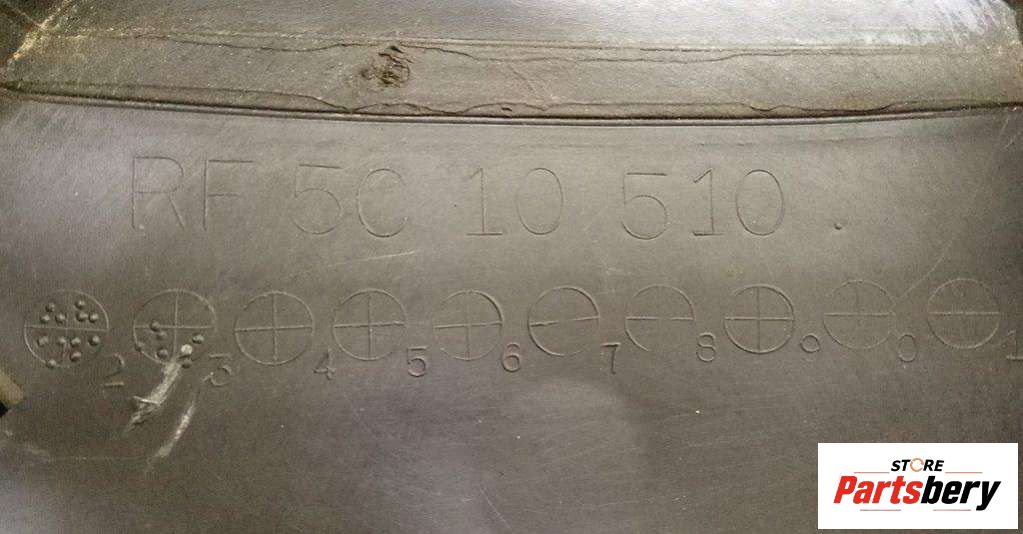 RF 5C 10 510 .
2 3 4 5 6 7 8 9 0 1
STORE
Partsbery